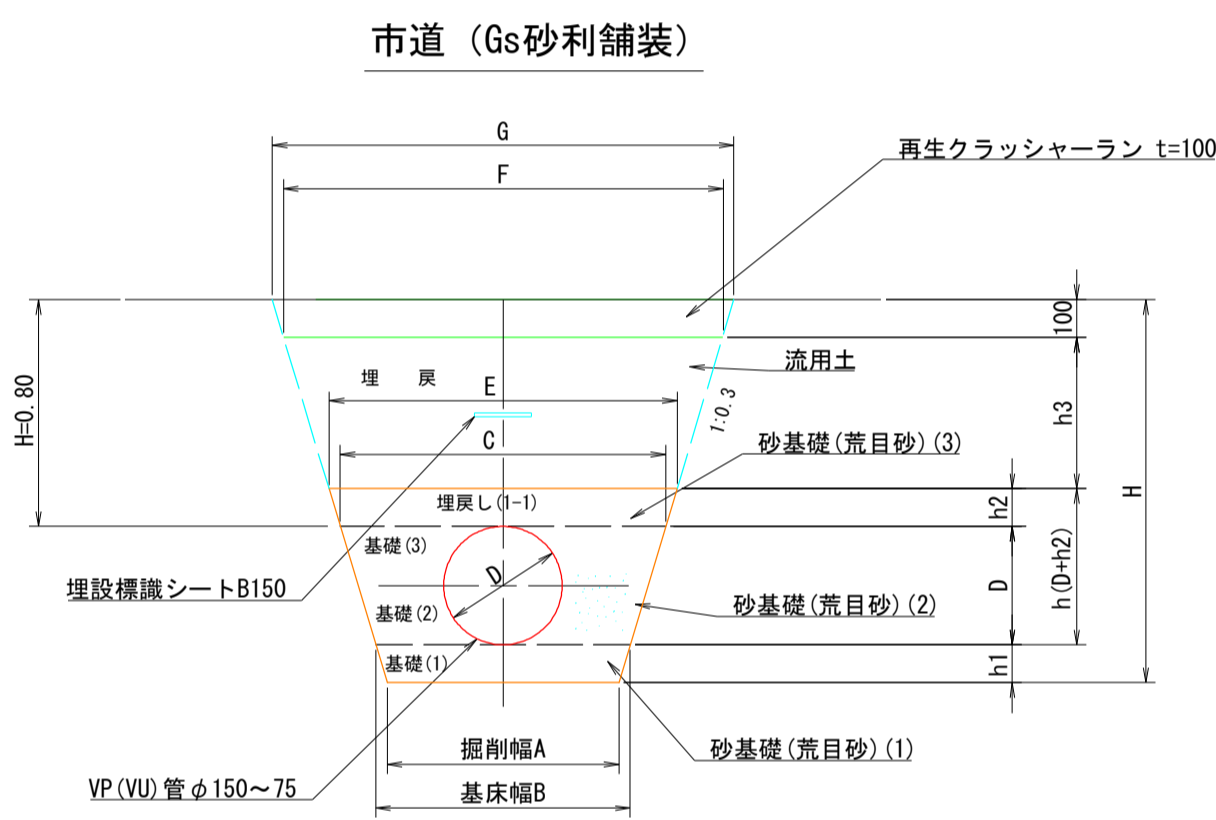 市道 (Gs砂利舗装)
G
再生クラッシャーラン t=100
F
100
流用土
埋 戻
E
H=0.80
1:0.3
h3
C
砂基礎(荒目砂)(3)
埋戻し(1-1)
h2
H
基礎(3)
D
埋設標識シートB150
基礎(2)
砂基礎(荒目砂)(2)
D
h(D+h2)
基礎(1)
h1
掘削幅A
砂基礎(荒目砂)(1)
VP(VU)管φ150～75
基床幅B